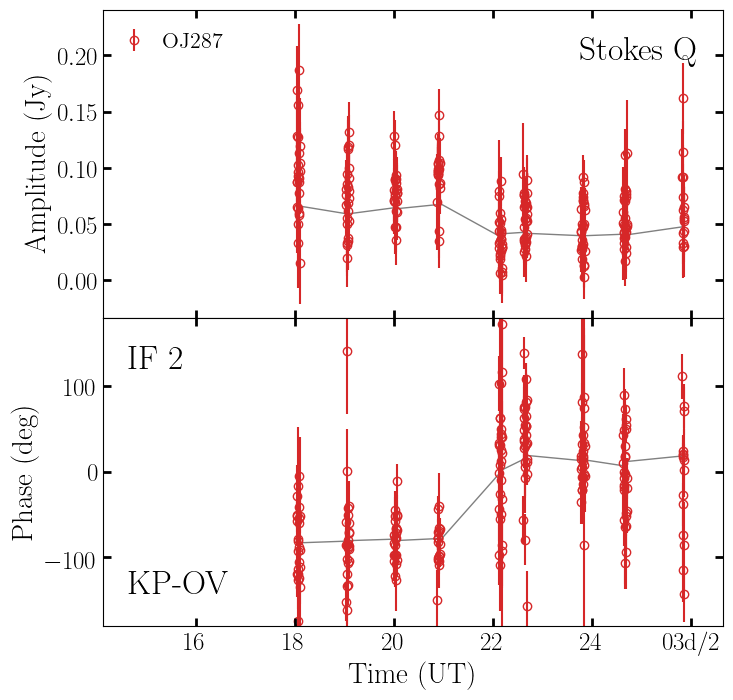 OJ287
Stokes Q
0.20
0.15
0.10
0.05
0.00
Amplitude (Jy)
IF 2
100
0
−100
Phase (deg)
KP-OV
16 18 20 22 24 03d/2
Time (UT)